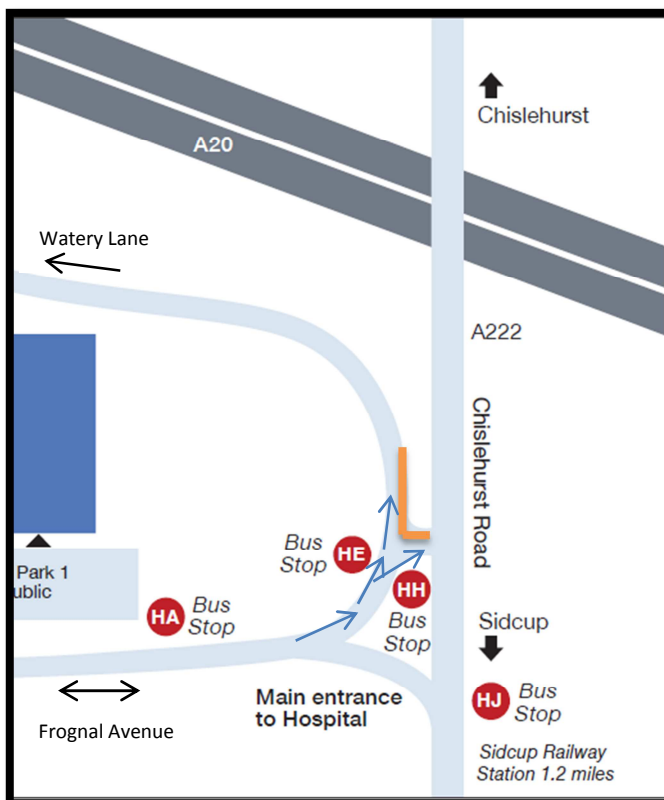 Chislehurst
A20
Watery Lane
A222
Chislehurst Road
Bus
Stop
HE
Park 1
ublic
HA
Bus
Stop
HH
Bus
Stop
Sidcup
Main entrance
to Hospital
HJ
Bus
Stop
Frognal Avenue
Sidcup Railway
Station 1.2 miles